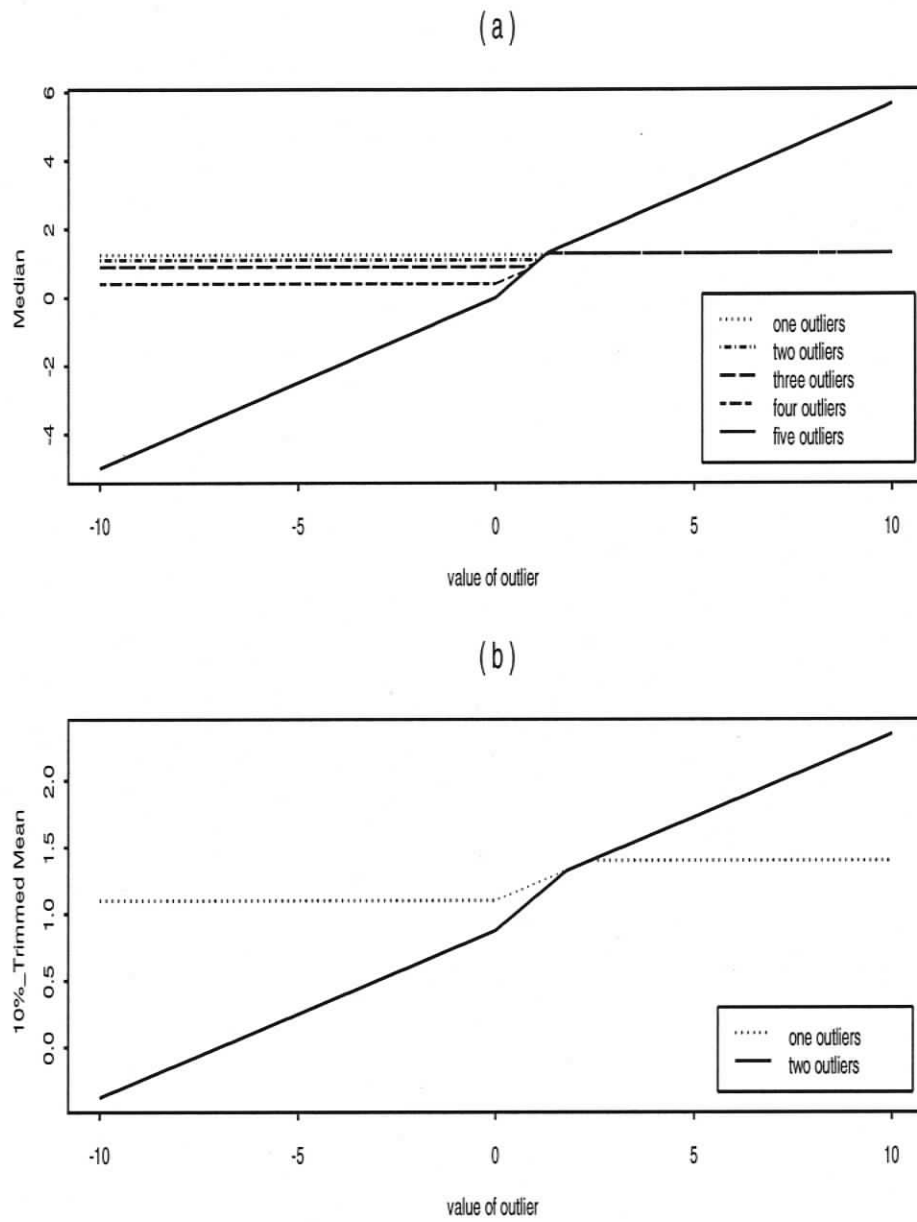 (a)
6
4
2
0
-2
-4
Median
one outliers
two outliers
three outliers
four outliers
five outliers
-10
-5
0
5
10
value of outlier
(b)
2.0
1.5
1.0
0.5
0.0
10%_Trimmed Mean
one outliers
two outliers
-10
-5
0
5
10
value of outlier